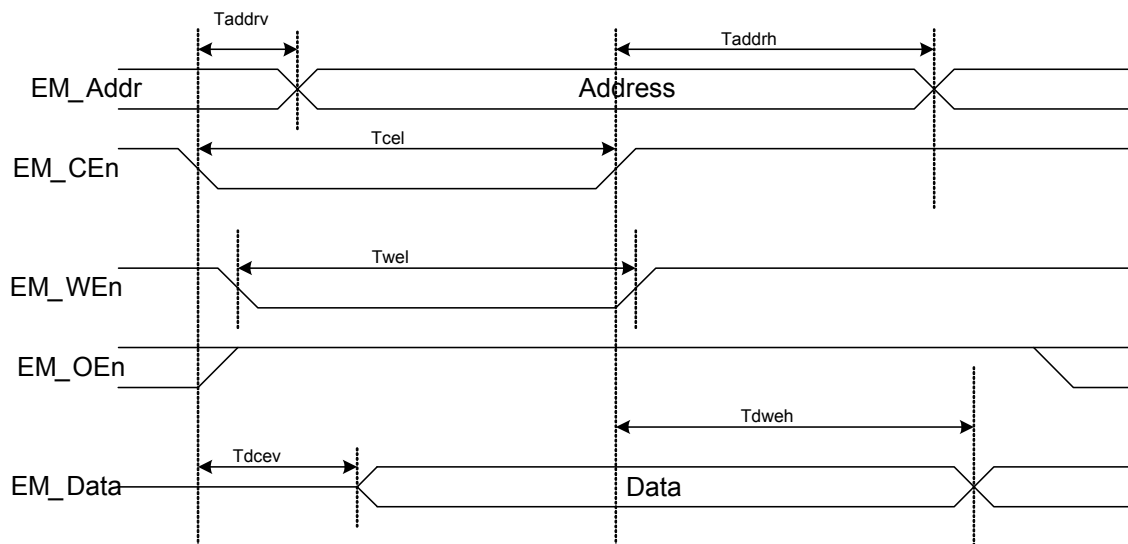 Taddrv
Taddrh
EM_Addr
Address
Tcel
EM_CEn
Twel
EM_WEn
EM_OEn
Tdweh
Tdcev
EM_Data
Data